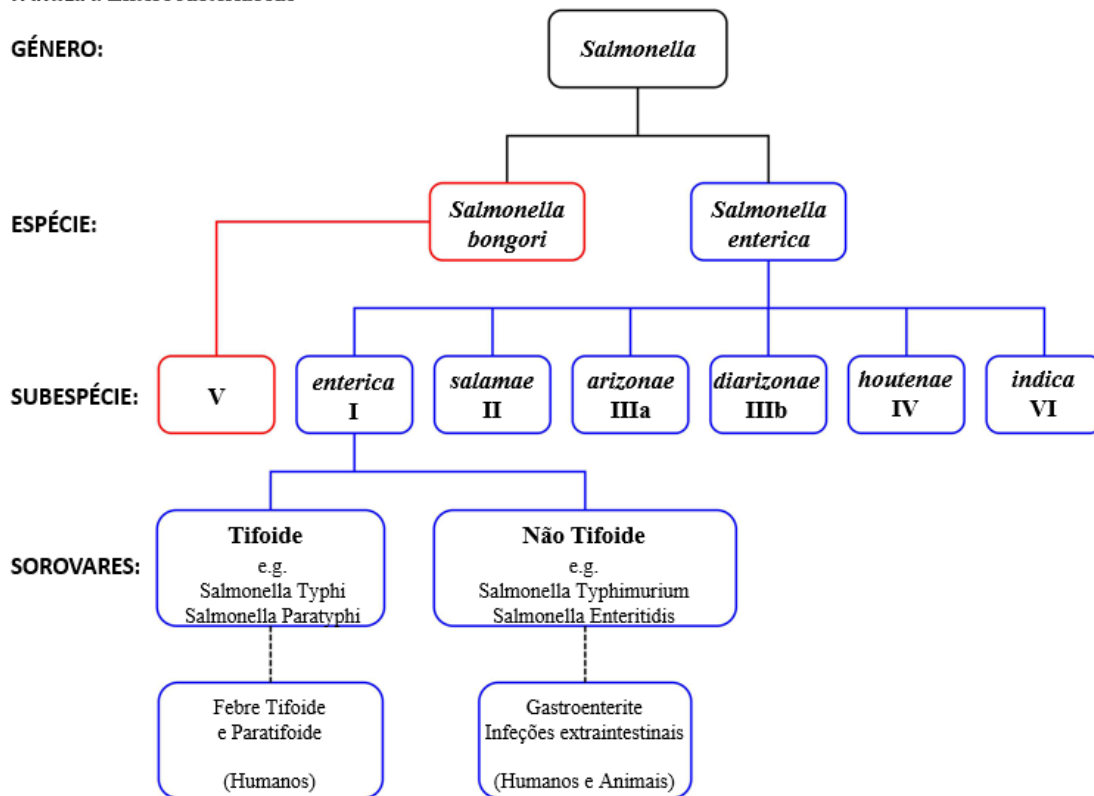 GÉNERO:
Salmonella
ESPÉCIE:
Salmonella
bongori
Salmonella
enterica
SUBESPÉCIE:
V
enterica
I
salamae
II
arizonae
IIIa
diarizonae
IIIb
houtenae
IV
indica
VI
SOROVARES:
Tifoide
e.g.
Salmonella Typhi
Salmonella Paratyphi
Não Tifoide
e.g.
Salmonella Typhimurium
Salmonella Enteritidis
Febre Tifoide
e Paratifoide
(Humanos)
Gastroenterite
Infeções extraintestinais
(Humanos e Animais)